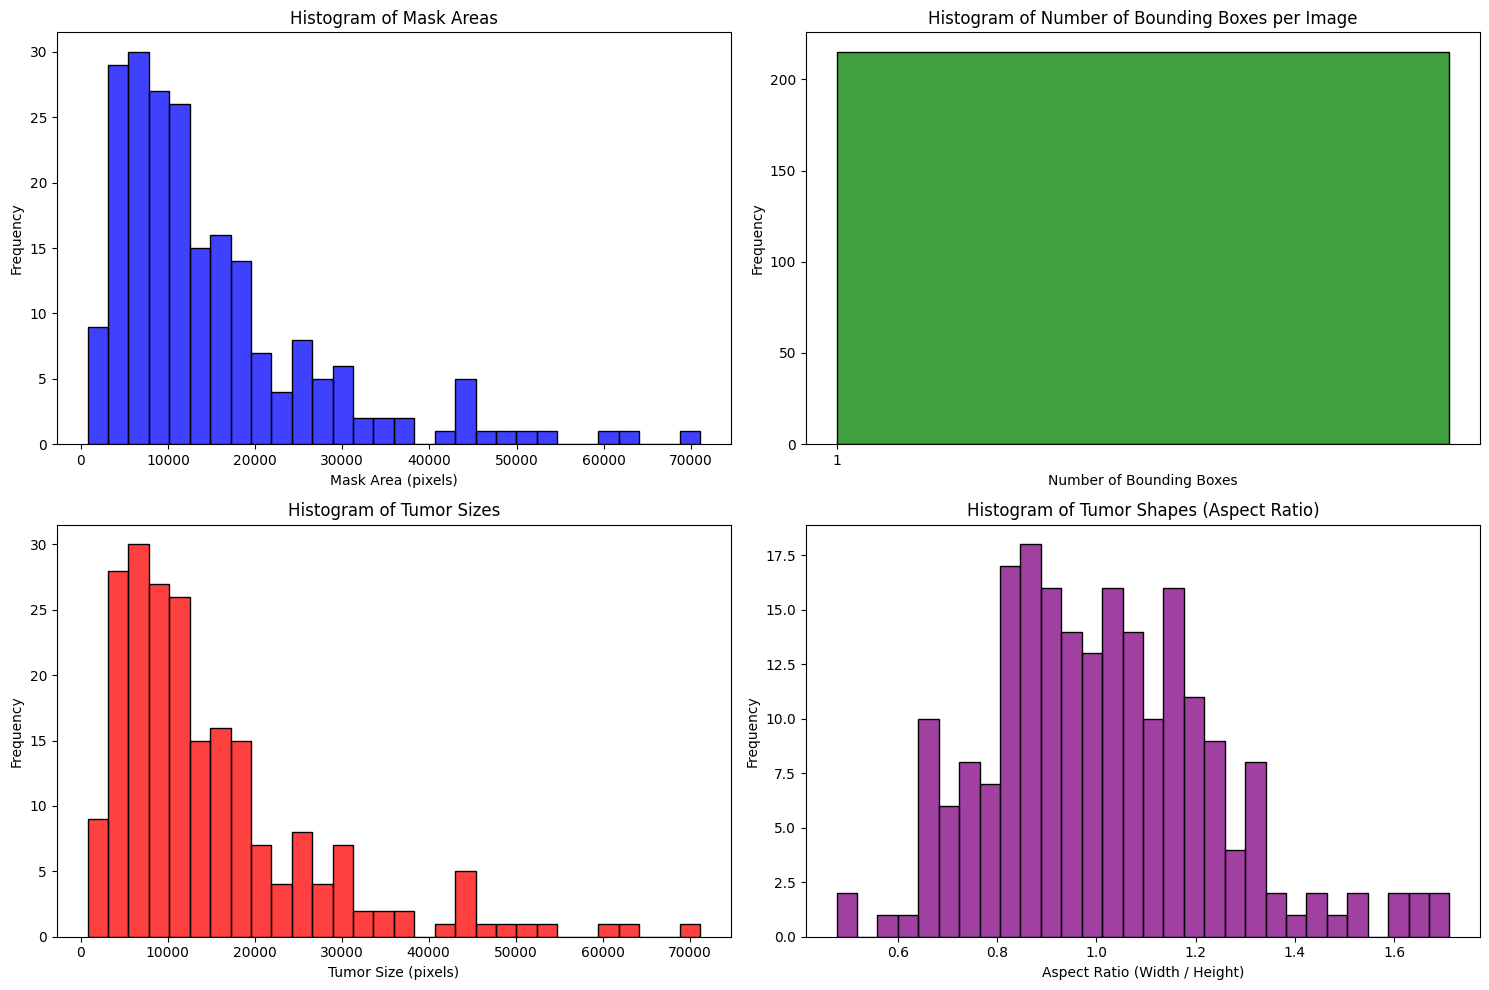 Histogram of Mask Areas
Frequency
30
25
20
15
10
5
0
0 10000 20000 30000 40000 50000 60000 70000
Mask Area (pixels)
Histogram of Number of Bounding Boxes per Image
Frequency
200
150
100
50
0
1
Number of Bounding Boxes
Histogram of Tumor Sizes
Frequency
30
25
20
15
10
5
0
0 10000 20000 30000 40000 50000 60000 70000
Tumor Size (pixels)
Histogram of Tumor Shapes (Aspect Ratio)
Frequency
17.5
15.0
12.5
10.0
7.5
5.0
2.5
0.0
0.6 0.8 1.0 1.2 1.4 1.6
Aspect Ratio (Width / Height)